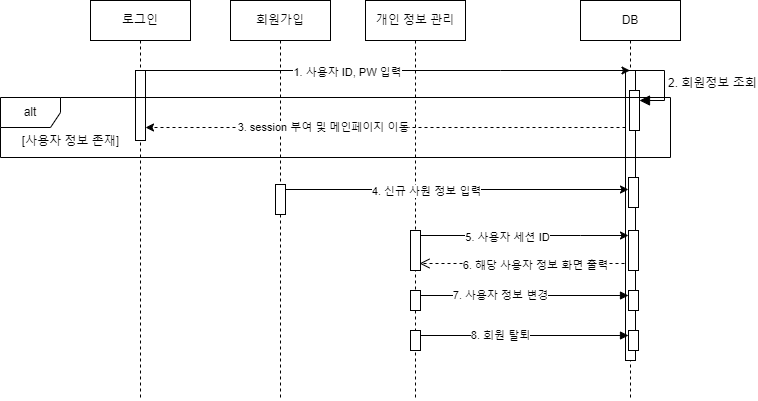 로그인
회원가입
개인 정보 관리
DB
1. 사용자 ID, PW 입력
2. 회원정보 조회
alt
3. session 부여 및 메인페이지 이동
[사용자 정보 존재]
4. 신규 사원 정보 입력
5. 사용자 세션 ID
6. 해당 사용자 정보 화면 출력
7. 사용자 정보 변경
8. 회원 탈퇴